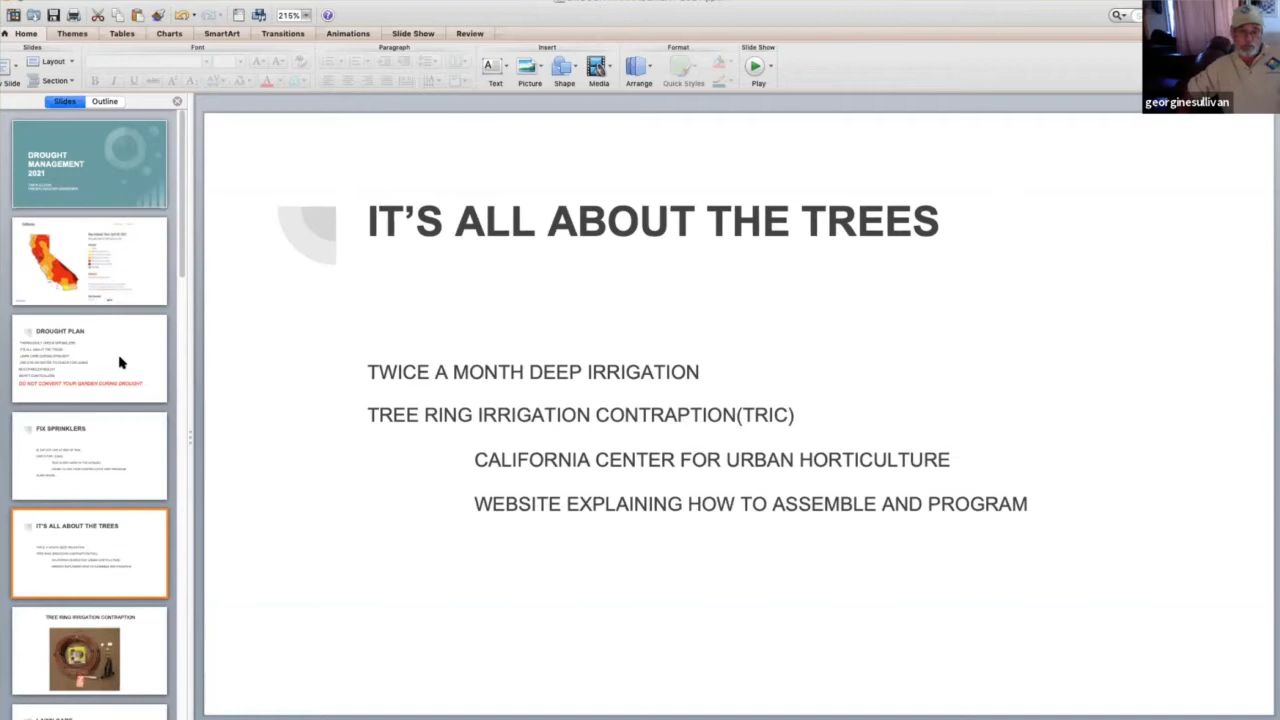 215%
Home Themes Tables Charts SmartArt Transitions Animations Slide Show Review
Slides Font Paragraph Insert Format Slide Show
Layout
Slide Section
Text Picture Shape Media Arrange Quick Styles Play
Slides Outline
georginesullivan
DROUGHT
MANAGEMENT
2021
DROUGHT PLAN
DO NOT CONVERT YOUR GARDEN DURING DROUGHT
FIX SPRINKLERS
IT'S ALL ABOUT THE TREES
TREE RING IRRIGATION CONTRAPTION
IT’S ALL ABOUT THE TREES
TWICE A MONTH DEEP IRRIGATION
TREE RING IRRIGATION CONTRAPTION(TRIC)
CALIFORNIA CENTER FOR URBAN HORTICULTURE
WEBSITE EXPLAINING HOW TO ASSEMBLE AND PROGRAM